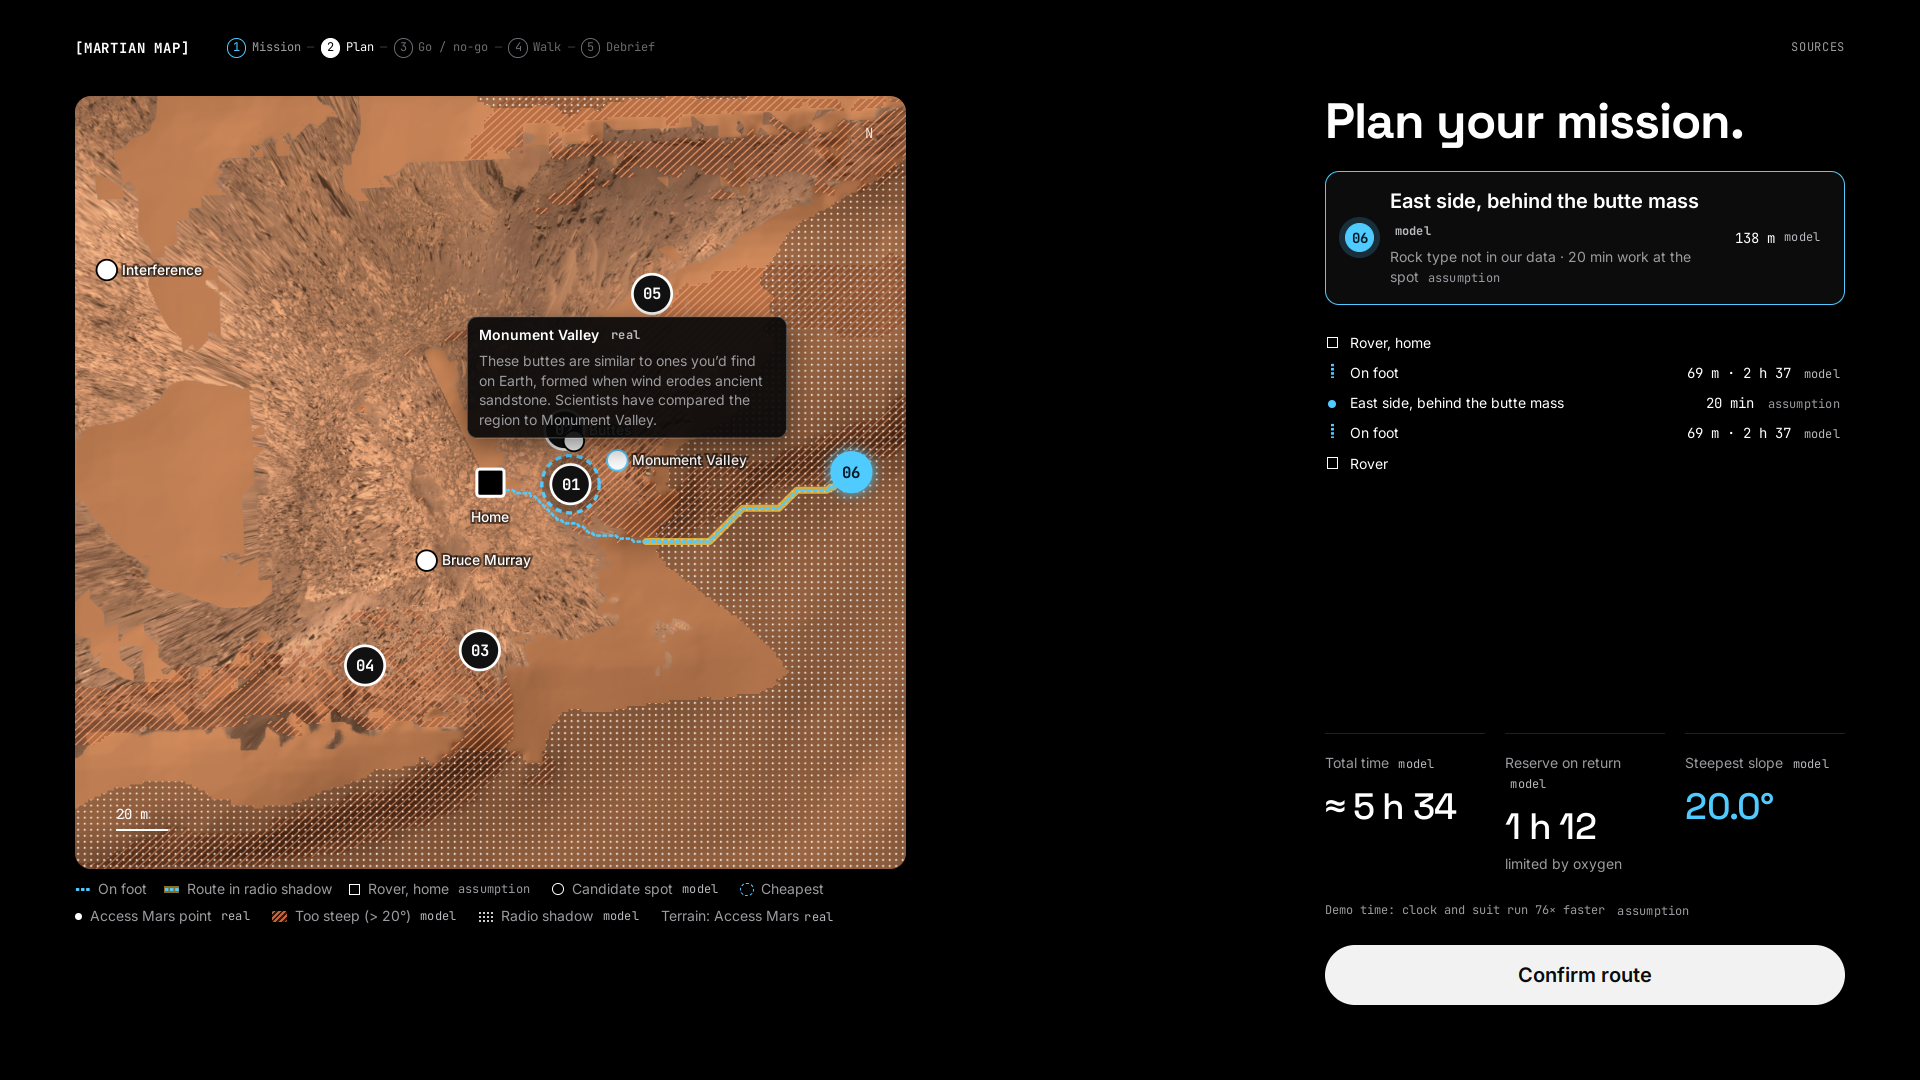 [MARTIAN MAP]
1 Mission — 2 Plan — 3 Go / no-go — 4 Walk — 5 Debrief
SOURCES
N
Interference
05
Monument Valley real
These buttes are similar to ones you’d find
on Earth, formed when wind erodes ancient
sandstone. Scientists have compared the
region to Monument Valley.
Monument Valley
06
01
Home
Bruce Murray
03
04
20 m
On foot
Route in radio shadow
Rover, home assumption
Candidate spot model
Cheapest
Access Mars point real
Too steep (> 20°) model
Radio shadow model
Terrain: Access Mars real
Plan your mission.
06
East side, behind the butte mass
model
Rock type not in our data · 20 min work at the
spot assumption
138 m model
Rover, home
On foot 69 m · 2 h 37 model
East side, behind the butte mass 20 min assumption
On foot 69 m · 2 h 37 model
Rover
Total time model
≈ 5 h 34
Reserve on return
model
1 h 12
limited by oxygen
Steepest slope model
20.0°
Demo time: clock and suit run 76× faster assumption
Confirm route